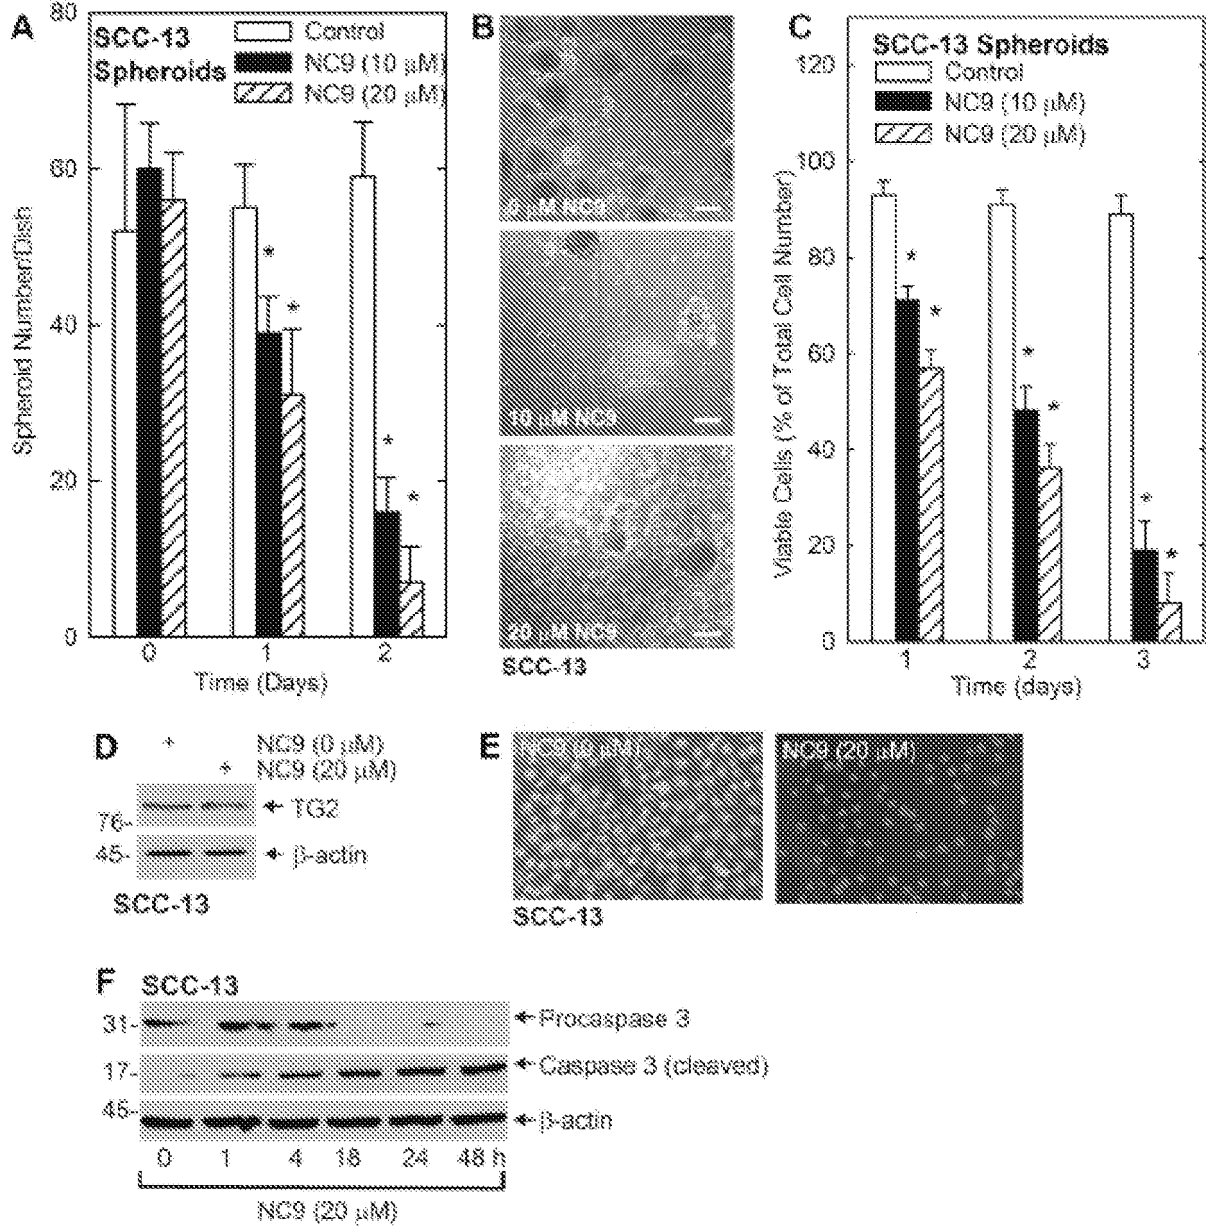 A
SCC-13
Spheroids
Control
NC9 (10 μM)
NC9 (20 μM)
80
60
40
20
0
Spheroid Number/Dish
* * * *
0 1 2
Time (Days)
B
0 μM NC9
10 μM NC9
20 μM NC9
SCC-13
C
SCC-13 Spheroids
Control
NC9 (10 μM)
NC9 (20 μM)
120
100
80
60
40
20
0
Viable Cells (% of Total Cell Number)
* * * * * *
1 2 3
Time (days)
D
+ NC9 (0 μM)
+ NC9 (20 μM)
76- TG2
45- β-actin
SCC-13
E
NC9 (0 μM)
NC9 (20 μM)
SCC-13
F SCC-13
31- Procaspase 3
17- Caspase 3 (cleaved)
45- β-actin
0 1 4 18 24 48 h
NC9 (20 μM)